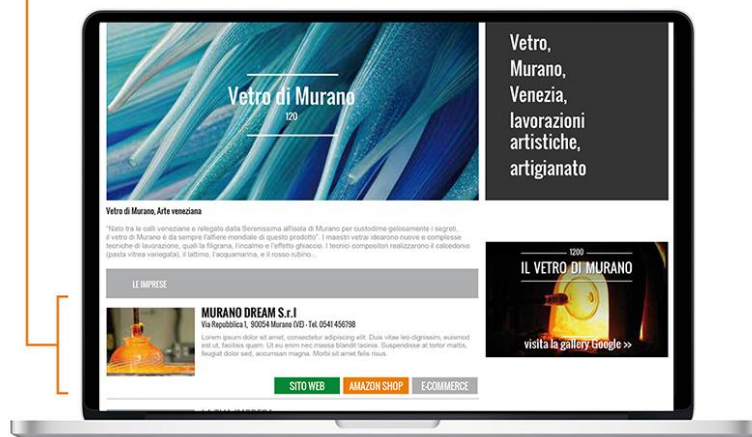 Vetro di Murano
120
Vetro,
Murano,
Venezia,
lavorazioni
artistiche,
artigianato
Vetro di Murano, Arte veneziana
"Nato tra le calli veneziane e relegato dalla Serenissima all'isola di Murano per custodirne gelosamente i segreti,
il vetro di Murano è da sempre l'alfiere mondiale di questo prodotto". I maestri vetrai idearono nuove e complesse
tecniche di lavorazione, quali la filigrana, l'incalmo e l'effetto ghiaccio. I tecnici compositori realizzarono il calcedonio
(pasta vitrea variegata), il lattimo, l'acquamarina, e il rosso rubino...
LE IMPRESE
MURANO DREAM S.r.l
Via Repubblica 1, 90054 Murano (VE) - Tel. 0541 456798
Lorem ipsum dolor sit amet, consectetur adipiscing elit. Duis vitae leo dignissim, euismod
est ut, facilisis quam. Ut eu enim nec massa blandit lacinia. Suspendisse at tortor mattis,
feugiat dolor sed, accumsan magna. Morbi sit amet felis risus.
SITO WEB
AMAZON SHOP
E-COMMERCE
1200
IL VETRO DI MURANO
visita la gallery Google >>